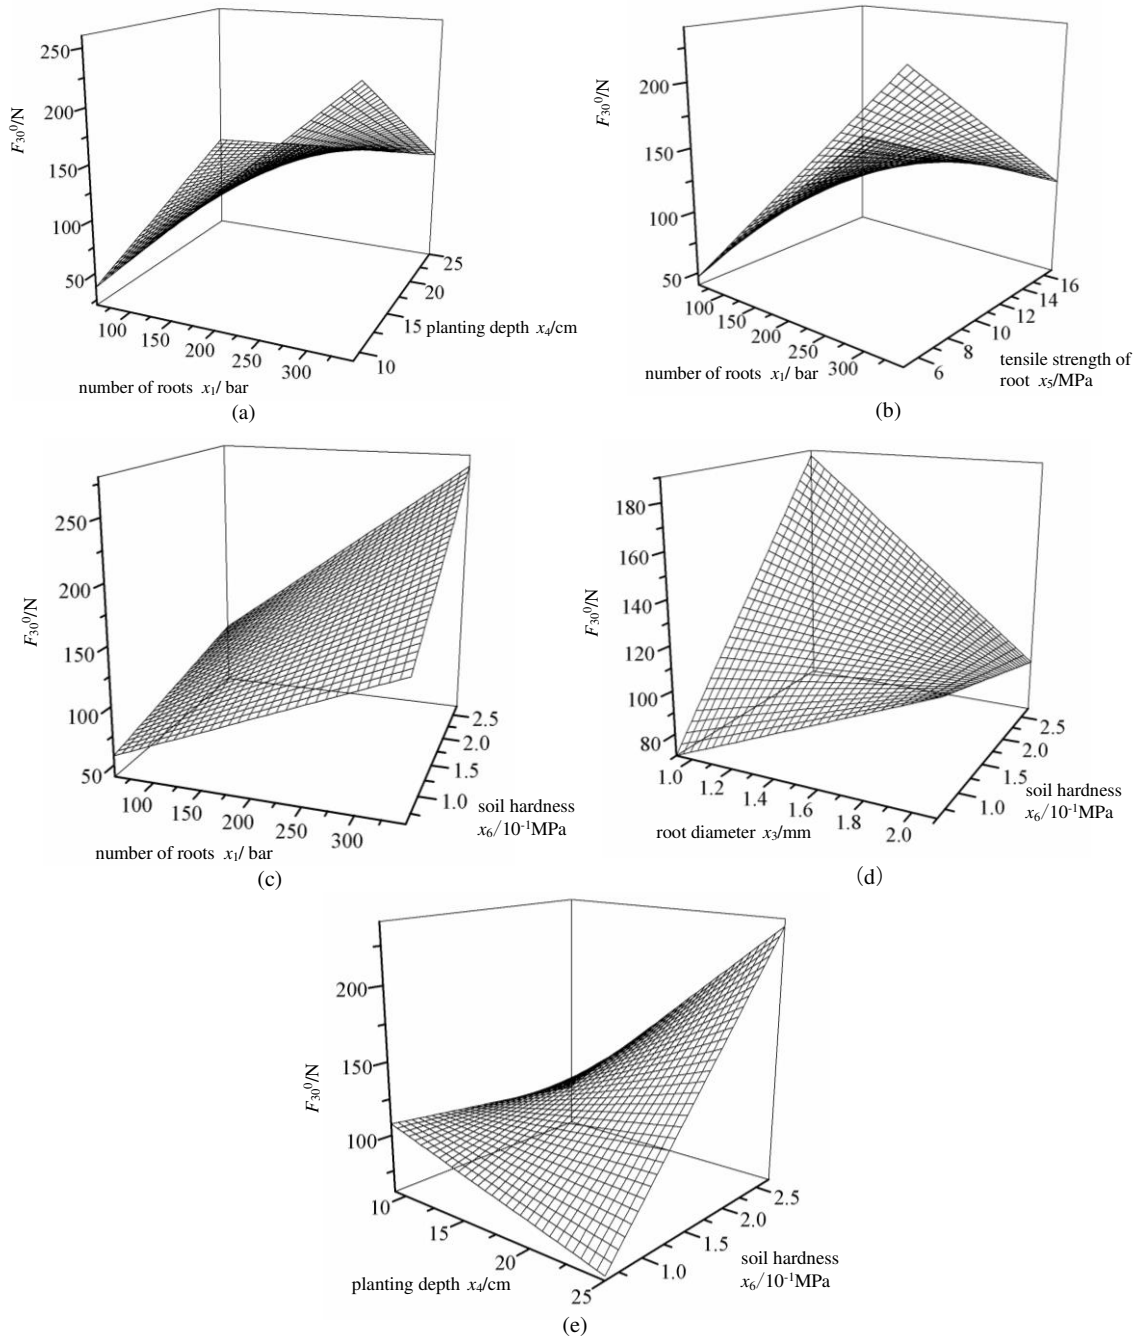 250
200
150
100
50
F₃₀⁰/N
100
150
200
250
300
number of roots x₁/ bar
10
15
20
25
planting depth x₄/cm
(a)
200
150
100
50
F₃₀⁰/N
100
150
200
250
300
number of roots x₁/ bar
6
8
10
12
14
16
tensile strength of
root x₅/MPa
(b)
250
200
150
100
50
F₃₀⁰/N
100
150
200
250
300
number of roots x₁/ bar
1.0
1.5
2.0
2.5
soil hardness
x₆/10⁻¹MPa
(c)
180
160
140
120
100
80
F₃₀⁰/N
1.0
1.2
1.4
1.6
1.8
2.0
root diameter x₃/mm
1.0
1.5
2.0
2.5
soil hardness
x₆/10⁻¹MPa
(d)
200
150
100
F₃₀⁰/N
10
15
20
25
planting depth x₄/cm
1.0
1.5
2.0
2.5
soil hardness
x₆/10⁻¹MPa
(e)